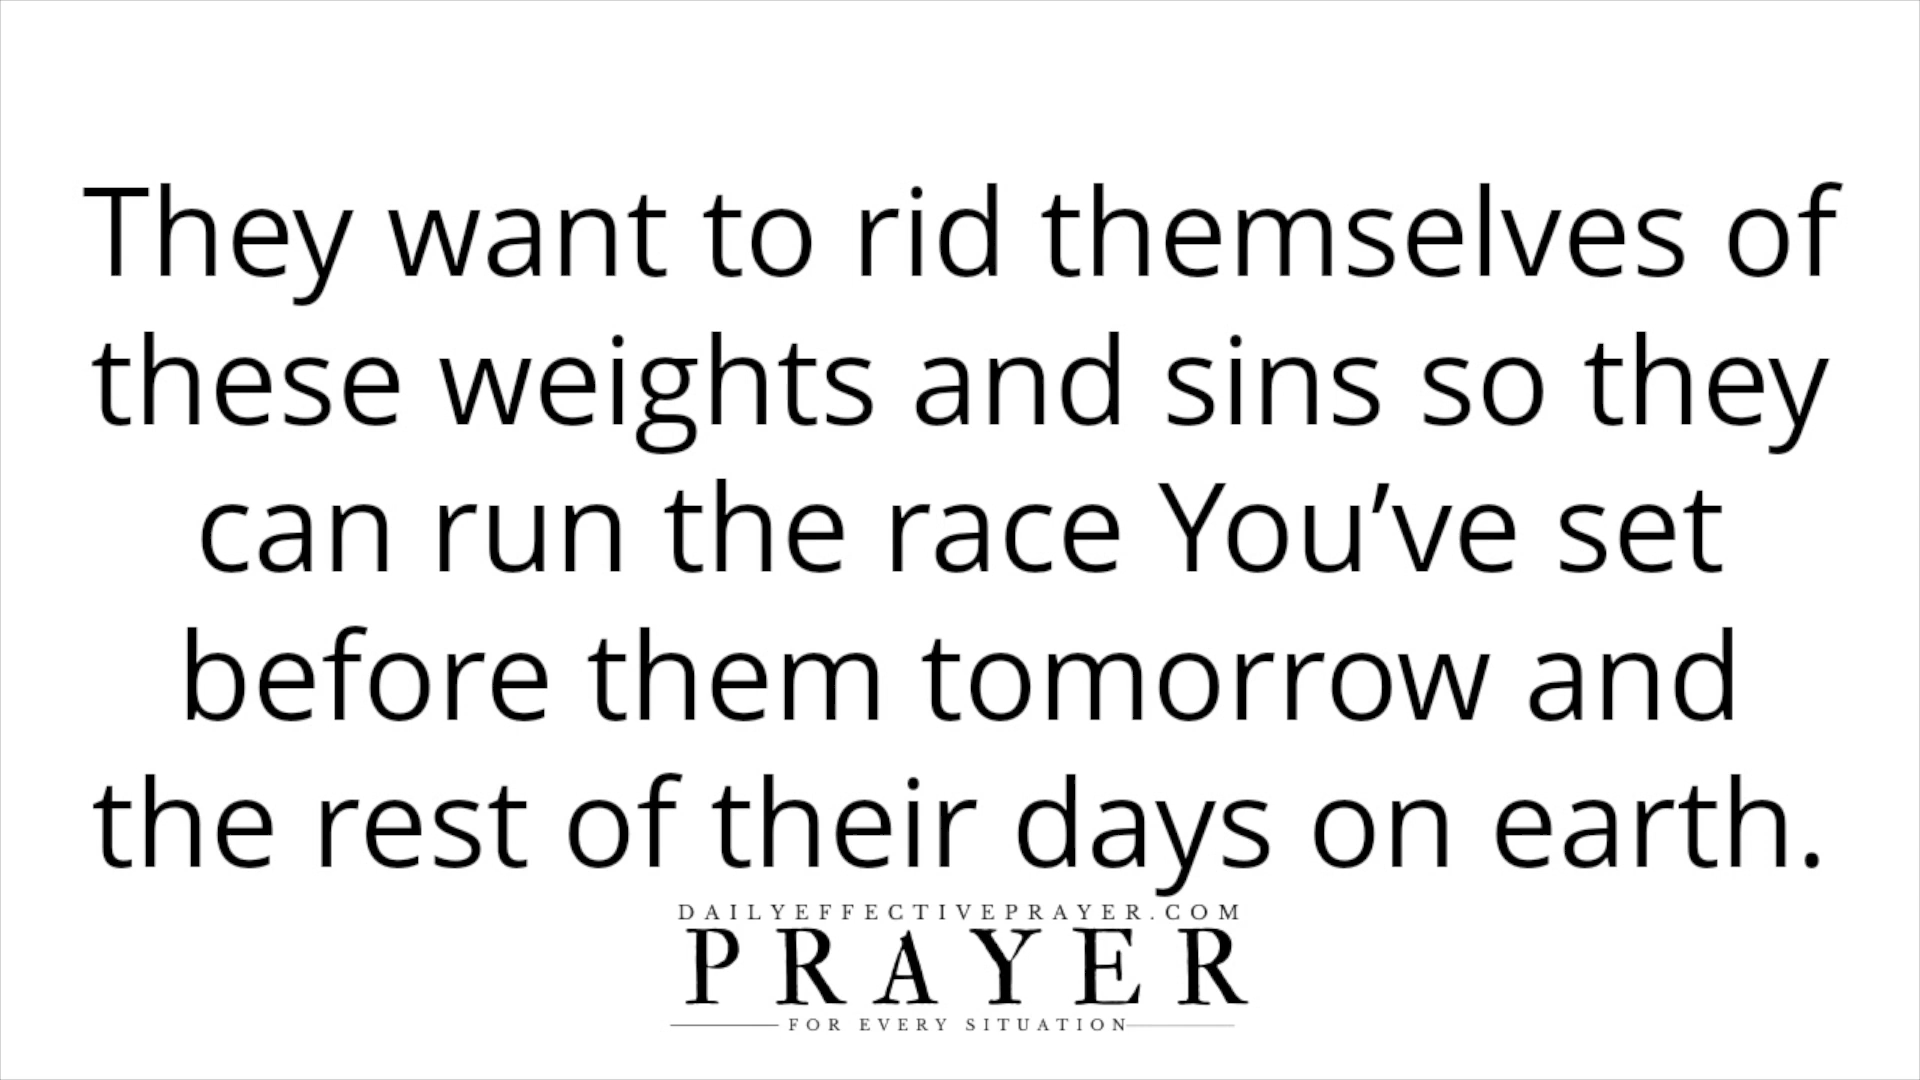 They want to rid themselves of
these weights and sins so they
can run the race You’ve set
before them tomorrow and
the rest of their days on earth.
DAILYEFFECTIVEPRAYER.COM
PRAYER
FOR EVERY SITUATION